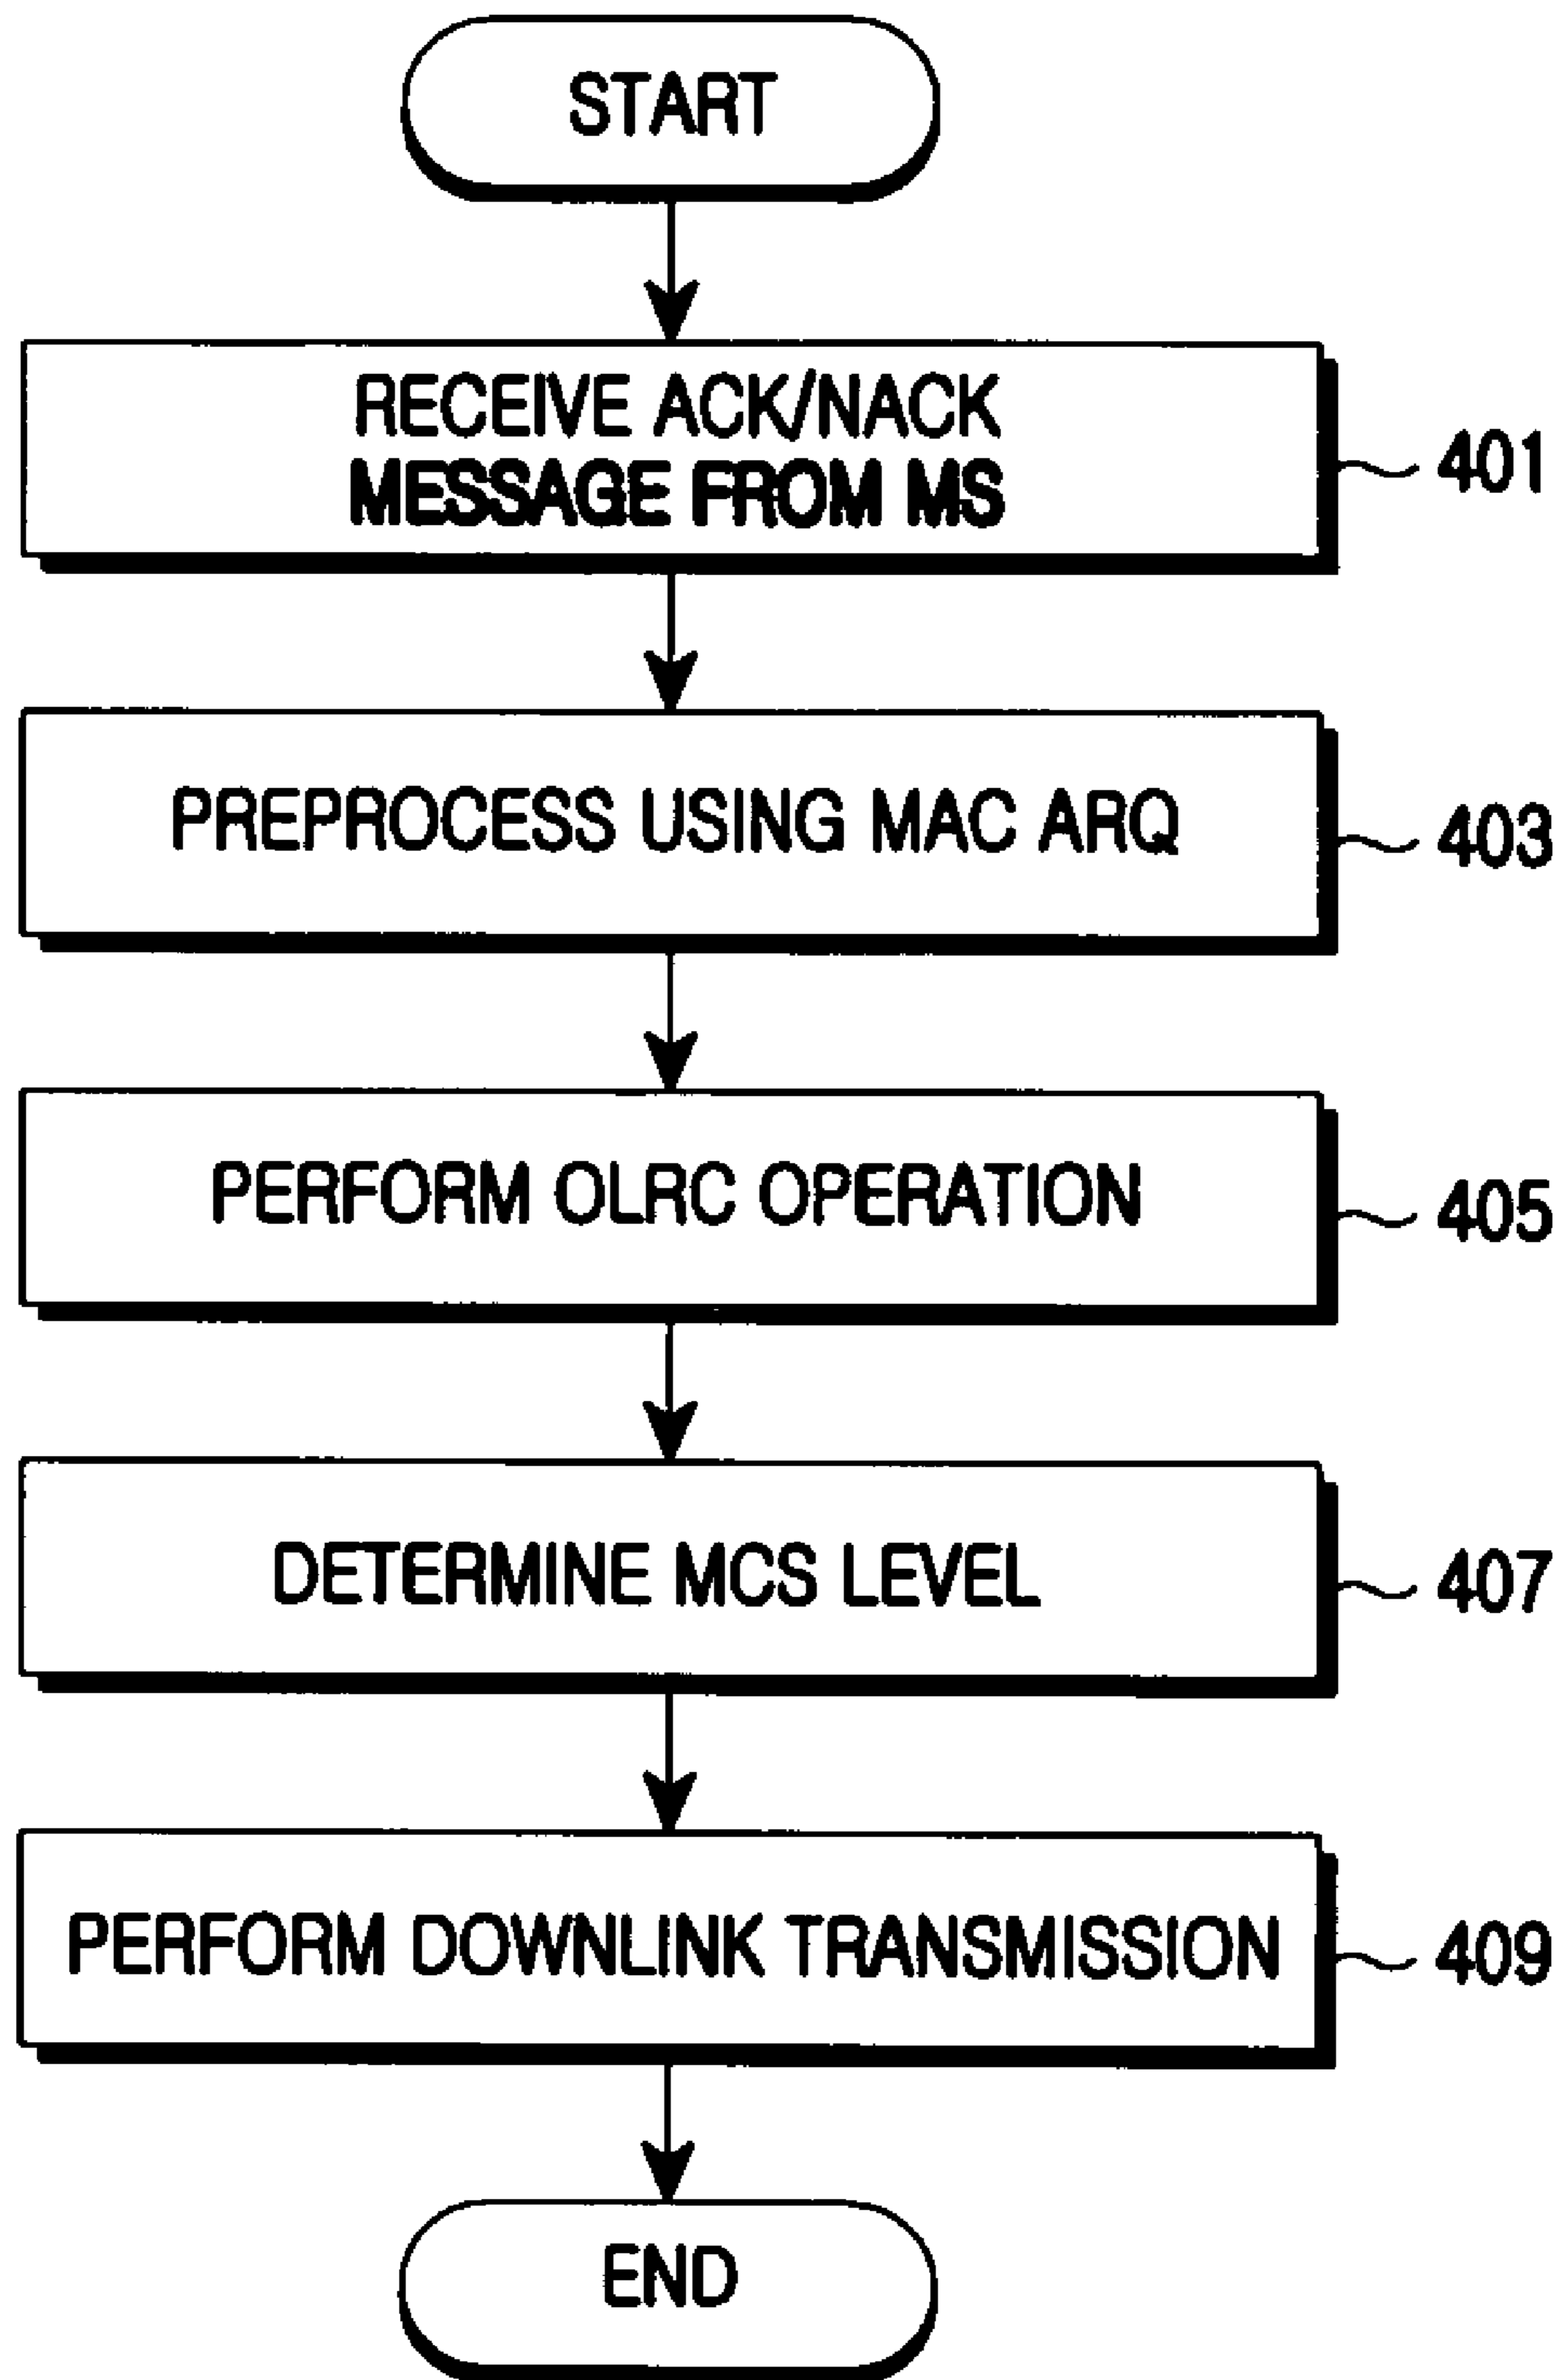 START
RECEIVE ACK/NACK
MESSAGE FROM MS
401
PREPROCESS USING MAC ARQ
403
PERFORM OLRC OPERATION
405
DETERMINE MCS LEVEL
407
PERFORM DOWNLINK TRANSMISSION
409
END